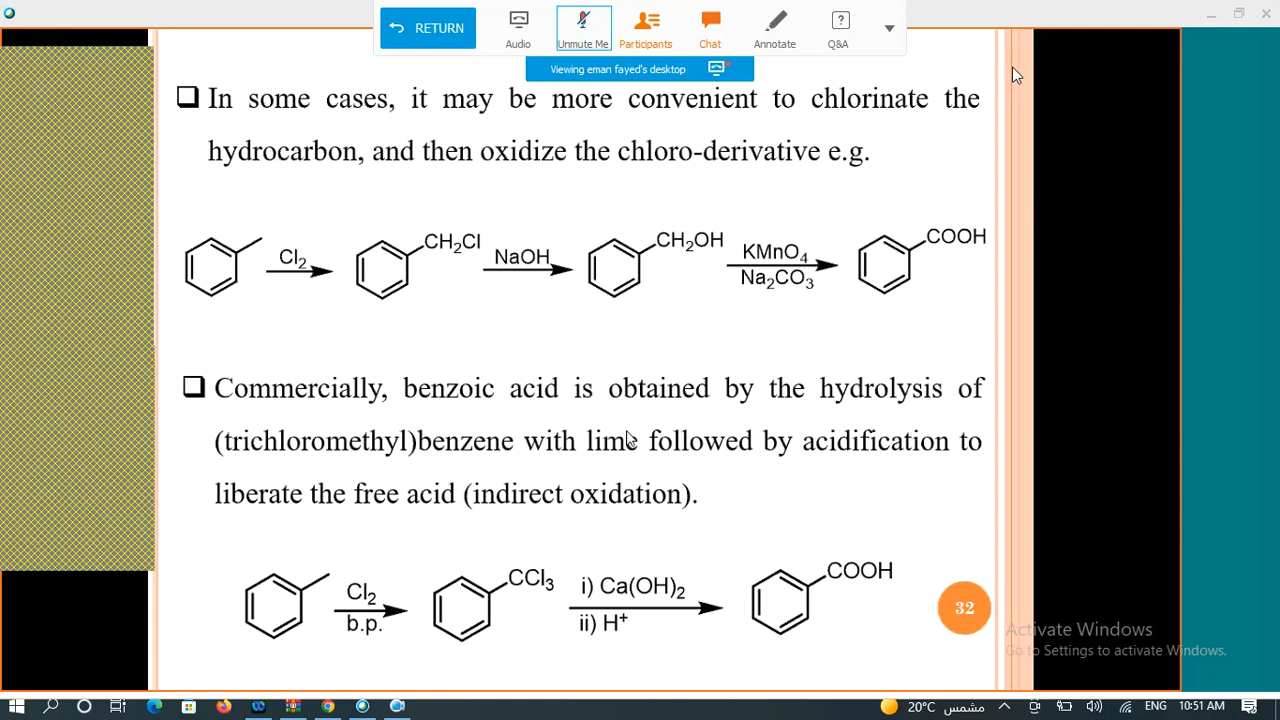 RETURN
Audio
Unmute Me
Participants
Chat
Annotate
Q&A
Viewing eman fayed's desktop
❑ In some cases, it may be more convenient to chlorinate the
hydrocarbon, and then oxidize the chloro-derivative e.g.
Cl₂
CH₂Cl
NaOH
CH₂OH
KMnO₄
Na₂CO₃
COOH
❑ Commercially, benzoic acid is obtained by the hydrolysis of
(trichloromethyl)benzene with lime followed by acidification to
liberate the free acid (indirect oxidation).
Cl₂
b.p.
CCl₃
i) Ca(OH)₂
ii) H⁺
COOH
32
Activate Windows
Go to Settings to activate Windows.
20°C مشمس
ENG
10:51 AM